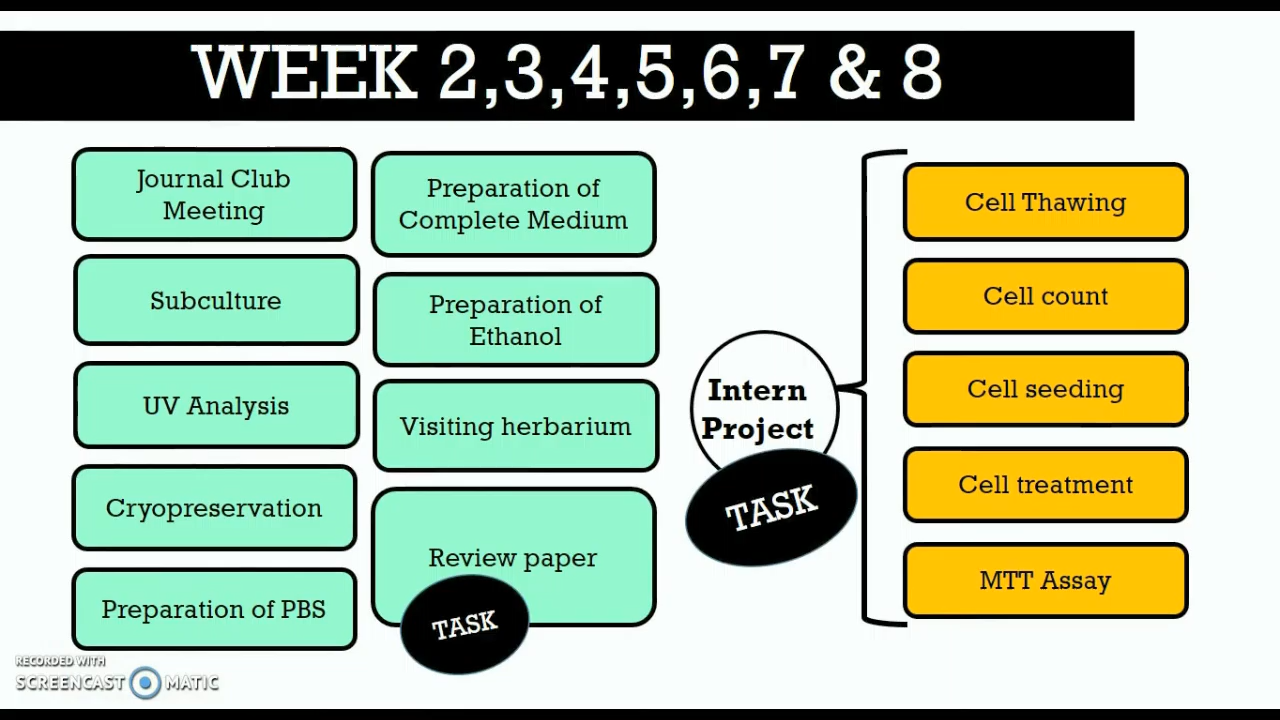 WEEK 2,3,4,5,6,7 & 8
Journal Club
Meeting
Subculture
UV Analysis
Cryopreservation
Preparation of PBS
Preparation of
Complete Medium
Preparation of
Ethanol
Visiting herbarium
Review paper
TASK
Intern
Project
TASK
Cell Thawing
Cell count
Cell seeding
Cell treatment
MTT Assay
RECORDED WITH
SCREENCAST MATIC